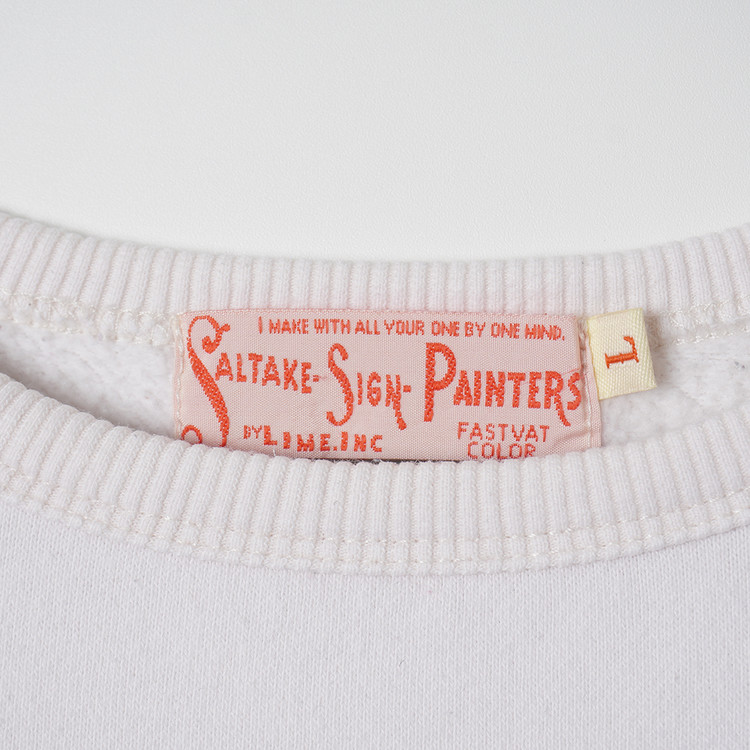 I MAKE WITH ALL YOUR ONE BY ONE MIND.
SALTAKE-SIGN-PAINTERS
BY LIME.INC
FASTVAT
COLOR
L